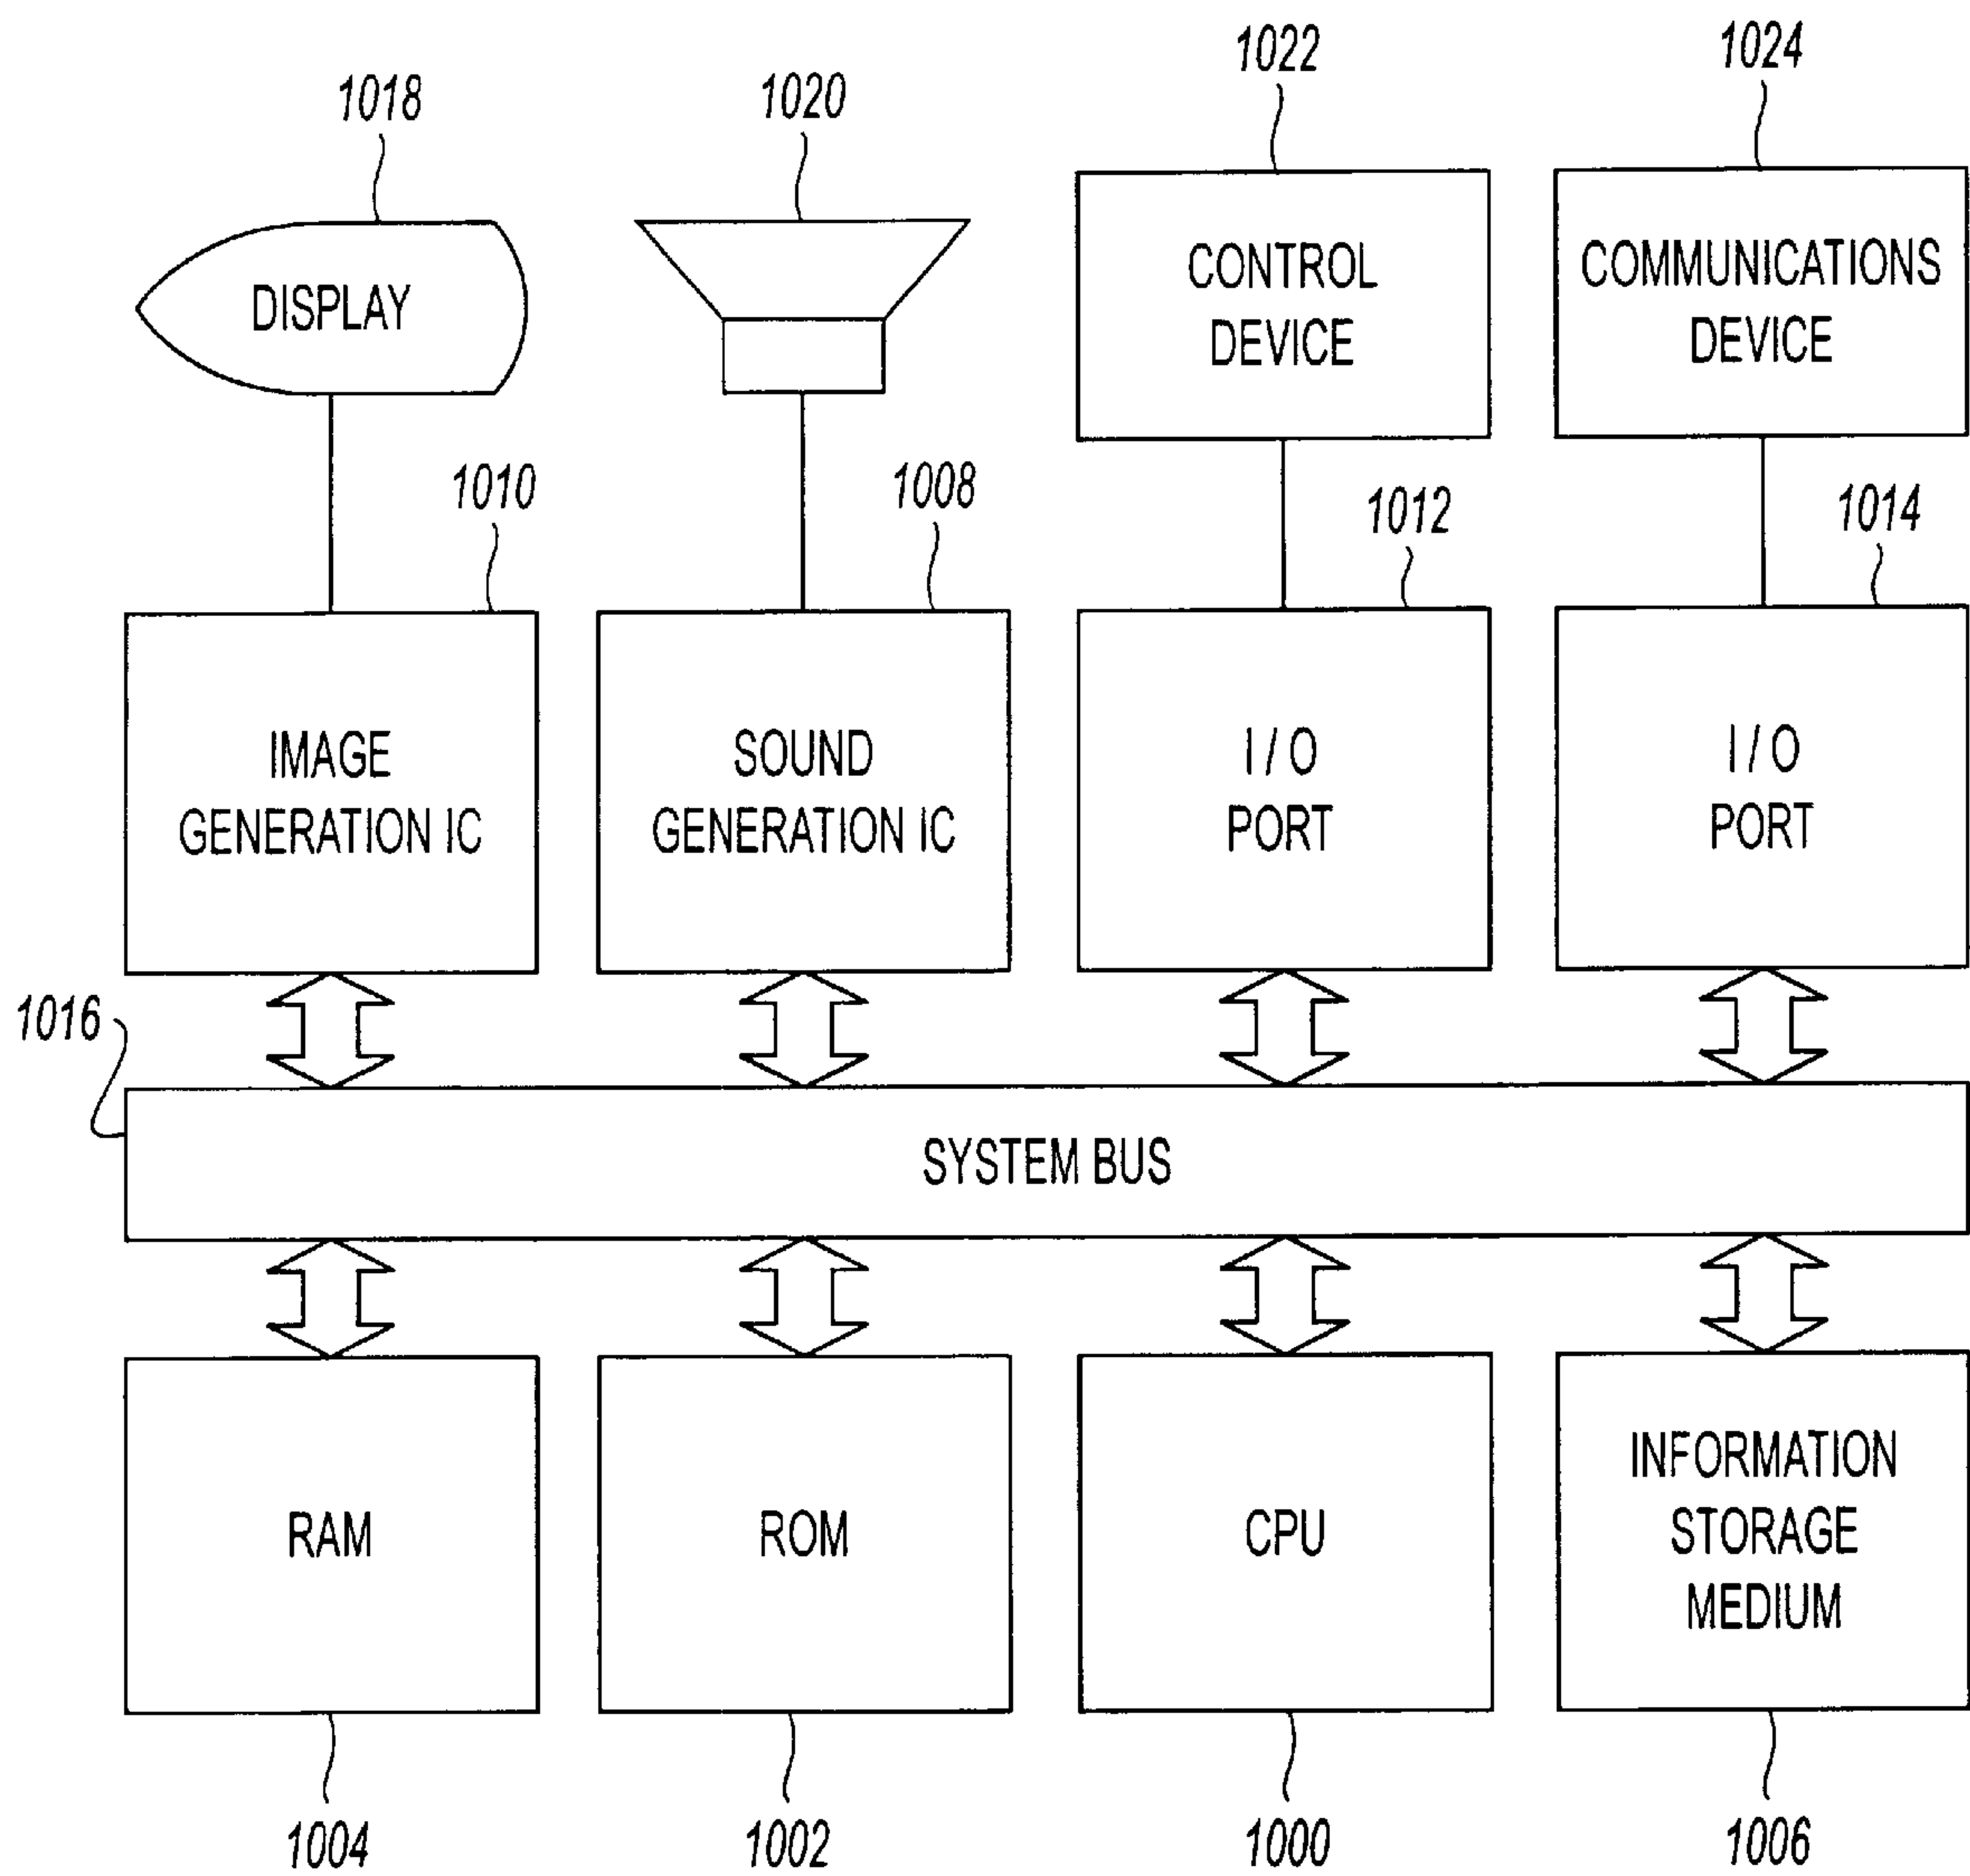 1022
1024
1018
1020
CONTROL
DEVICE
COMMUNICATIONS
DEVICE
DISPLAY
1010
1008
1012
1014
IMAGE
GENERATION IC
SOUND
GENERATION IC
I / O
PORT
I / O
PORT
1016
SYSTEM BUS
RAM
ROM
CPU
INFORMATION
STORAGE
MEDIUM
1004
1002
1000
1006